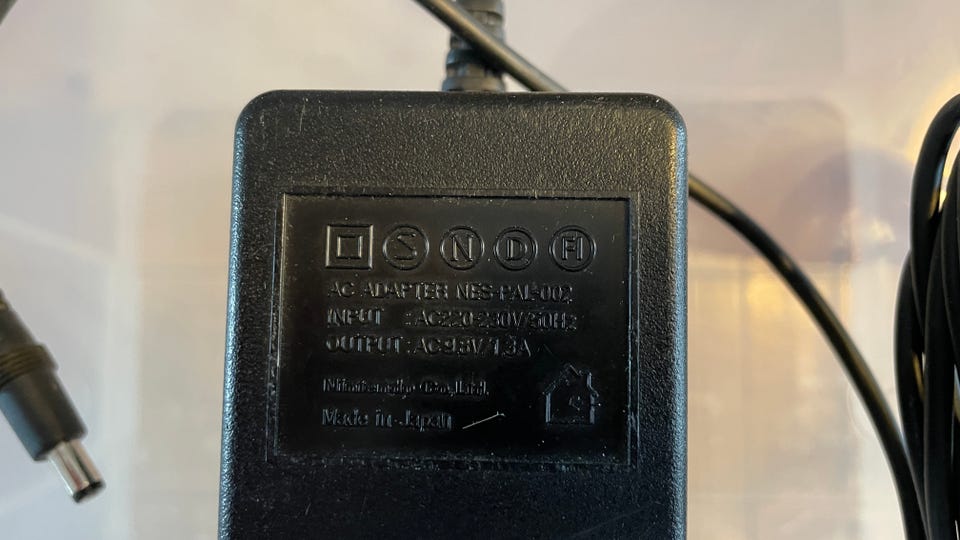 S N D FI
AC ADAPTER NES-PAL-002
INPUT : AC220-230V/50Hz
OUTPUT : AC9.8V/1.3A
Nintendo Co., Ltd.
Made in Japan